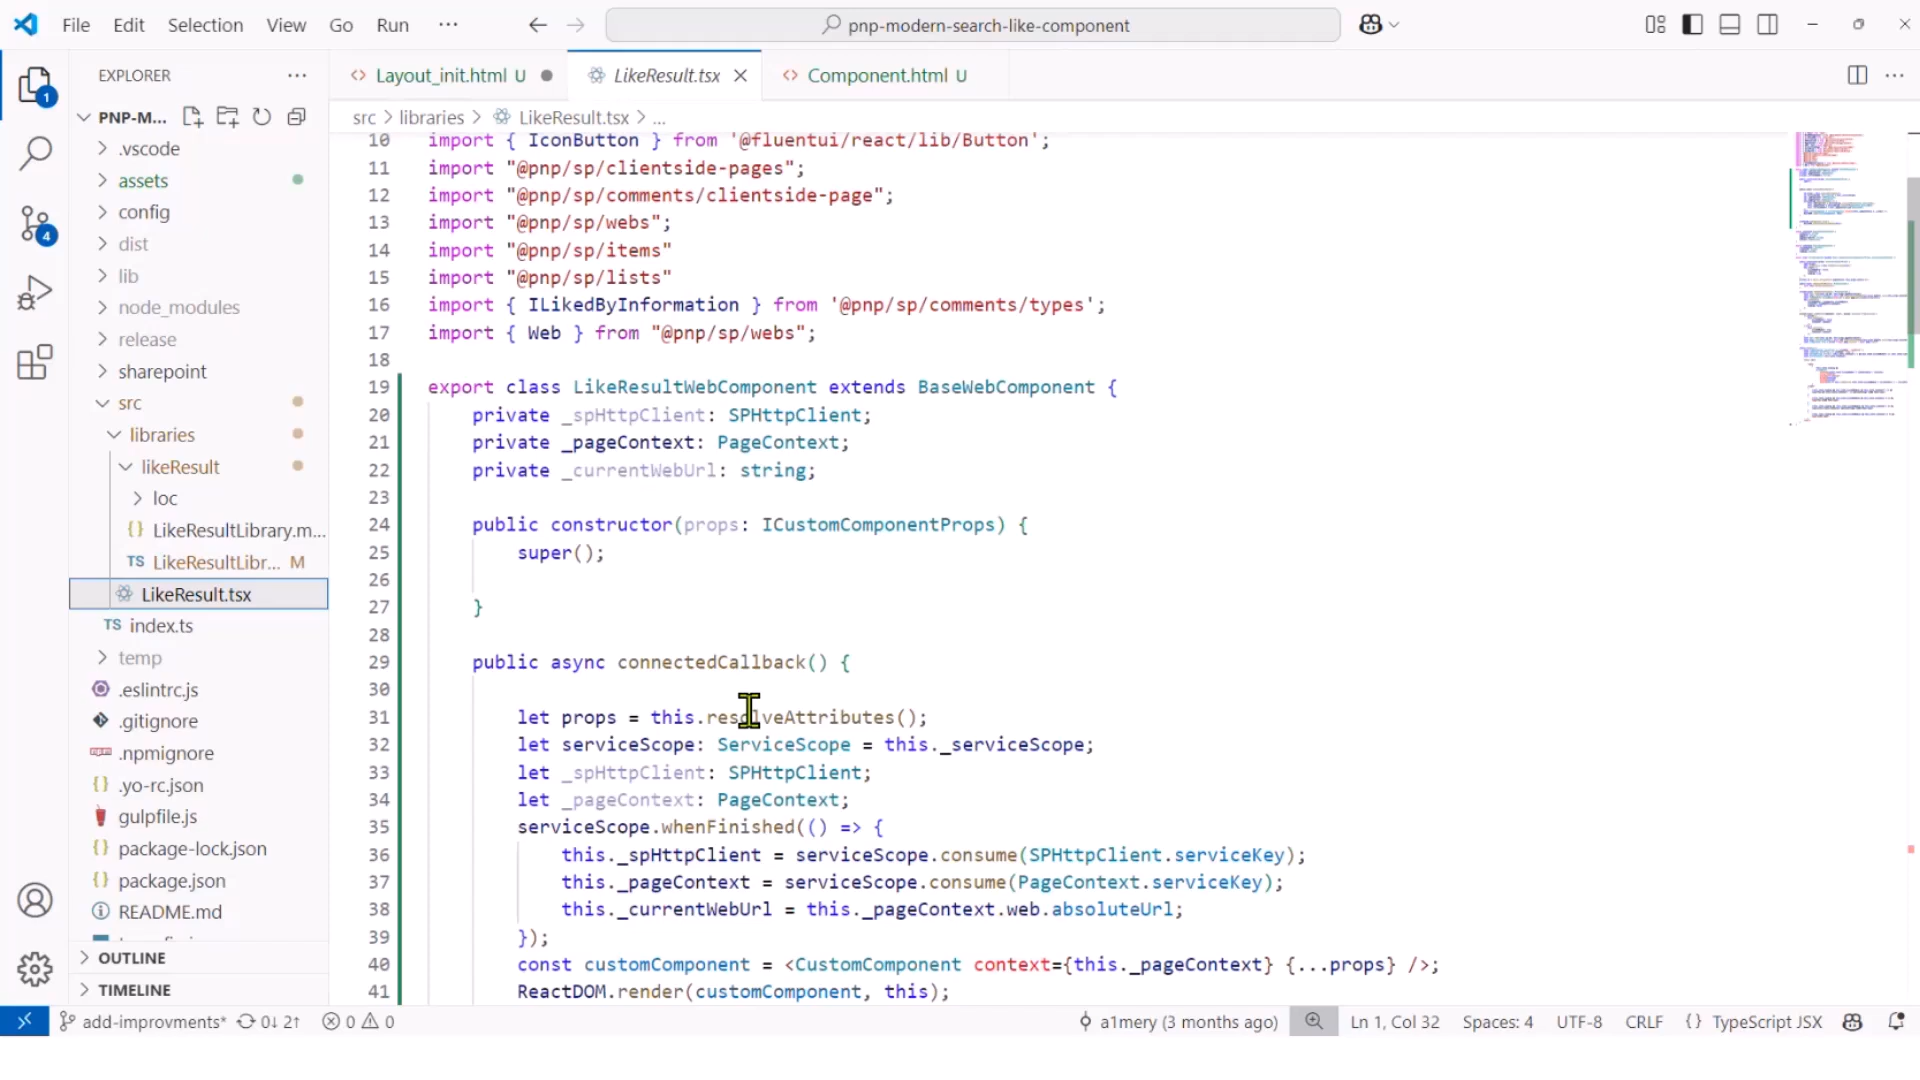 File Edit Selection View Go Run ···
pnp-modern-search-like-component
EXPLORER ···
Layout_init.html U
LikeResult.tsx
Component.html U
PNP-M...
src > libraries > LikeResult.tsx > ...
.vscode
assets
config
dist
lib
node_modules
release
sharepoint
src
libraries
likeResult
loc
{} LikeResultLibrary.m...
TS LikeResultLibr... M
LikeResult.tsx
TS index.ts
temp
.eslintrc.js
.gitignore
.npmignore
{} .yo-rc.json
gulpfile.js
{} package-lock.json
{} package.json
README.md
OUTLINE
TIMELINE
1
4
10 import { IconButton } from '@fluentui/react/lib/Button';
11 import "@pnp/sp/clientside-pages";
12 import "@pnp/sp/comments/clientside-page";
13 import "@pnp/sp/webs";
14 import "@pnp/sp/items"
15 import "@pnp/sp/lists"
16 import { ILikedByInformation } from '@pnp/sp/comments/types';
17 import { Web } from "@pnp/sp/webs";
18
19 export class LikeResultWebComponent extends BaseWebComponent {
20 private _spHttpClient: SPHttpClient;
21 private _pageContext: PageContext;
22 private _currentWebUrl: string;
23
24 public constructor(props: ICustomComponentProps) {
25 super();
26
27 }
28
29 public async connectedCallback() {
30
31 let props = this.resolveAttributes();
32 let serviceScope: ServiceScope = this._serviceScope;
33 let _spHttpClient: SPHttpClient;
34 let _pageContext: PageContext;
35 serviceScope.whenFinished(() => {
36 this._spHttpClient = serviceScope.consume(SPHttpClient.serviceKey);
37 this._pageContext = serviceScope.consume(PageContext.serviceKey);
38 this._currentWebUrl = this._pageContext.web.absoluteUrl;
39 });
40 const customComponent = <CustomComponent context={this._pageContext} {...props} />;
41 ReactDOM.render(customComponent, this);
add-improvments* 0↓ 2↑ 0 0 a1mery (3 months ago) Ln 1, Col 32 Spaces: 4 UTF-8 CRLF {} TypeScript JSX